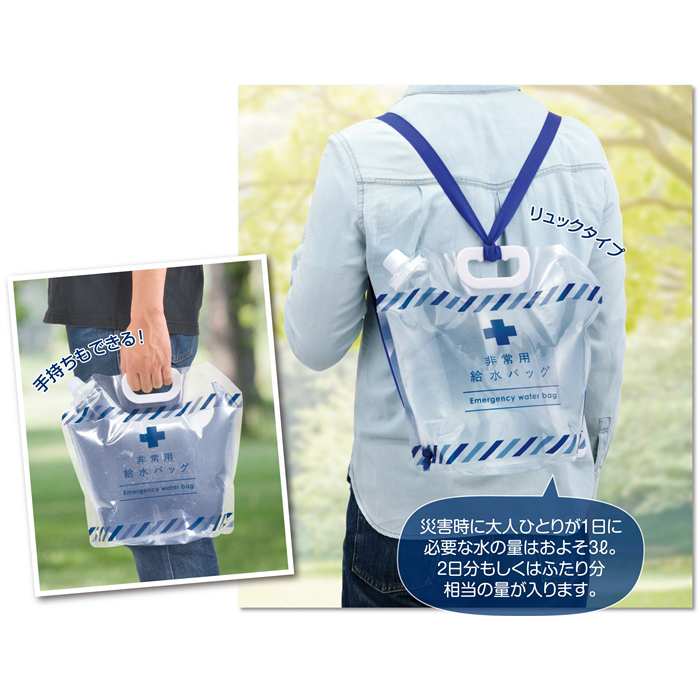 手持ちもできる!
非常用
給水バッグ
Emergency water bag
リュックタイプ
非常用
給水バッグ
Emergency water bag
災害時に大人ひとりが1日に
必要な水の量はおよそ3ℓ。
2日分もしくはふたり分
相当の量が入ります。